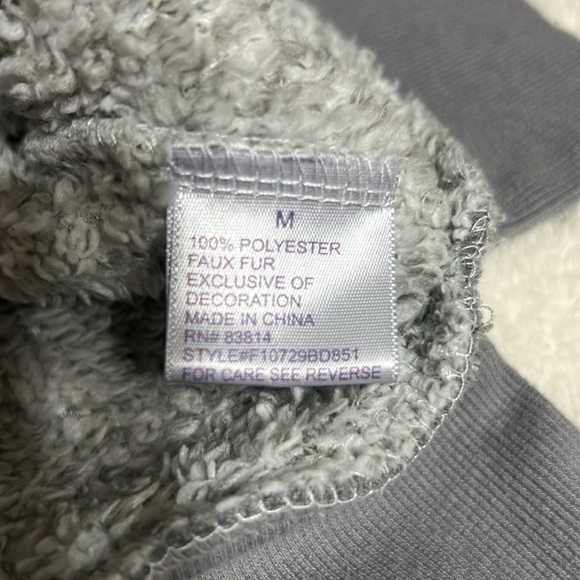 M
100% POLYESTER
FAUX FUR
EXCLUSIVE OF
DECORATION
MADE IN CHINA
RN# 83814
STYLE#F10729BD851
FOR CARE SEE REVERSE